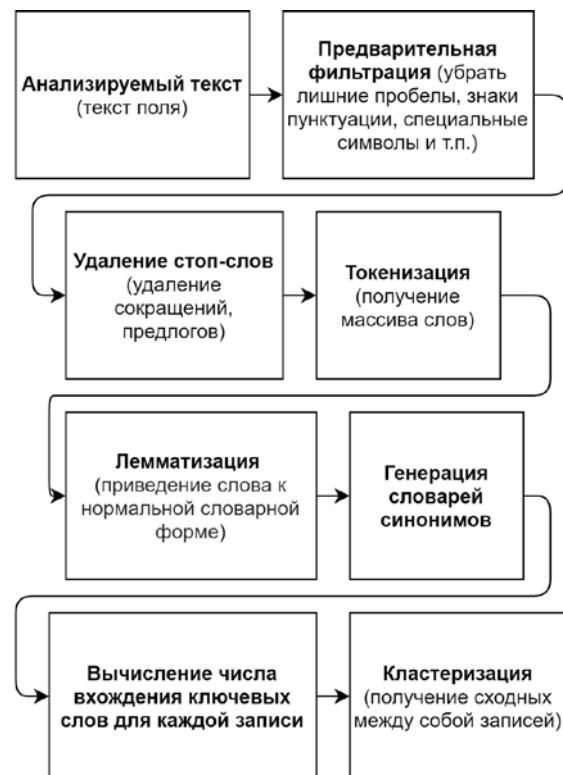 Анализируемый текст
(текст поля)
Предварительная
фильтрация (убрать
лишние пробелы, знаки
пунктуации, специальные
символы и т.п.)
Удаление стоп-слов
(удаление
сокращений,
предлогов)
Токенизация
(получение
массива слов)
Лемматизация
(приведение слова к
нормальной словарной
форме)
Генерация
словарей
синонимов
Вычисление числа
вхождения ключевых
слов для каждой записи
Кластеризация
(получение сходных
между собой записей)